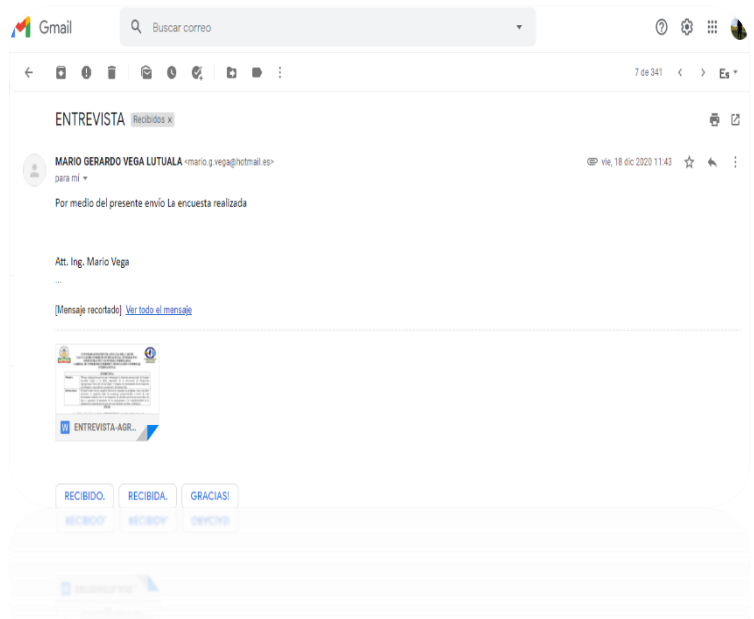 Gmail
Buscar correo
7 de 341
Es
ENTREVISTA Recibidos x
MARIO GERARDO VEGA LUTUALA <mario.g.vega@hotmail.es>
vie, 18 dic 2020 11:43
para mí
Por medio del presente envío La encuesta realizada
Att. Ing. Mario Vega
...
[Mensaje recortado] Ver todo el mensaje
W ENTREVISTA-AGR...
RECIBIDO.
RECIBIDA.
GRACIAS!